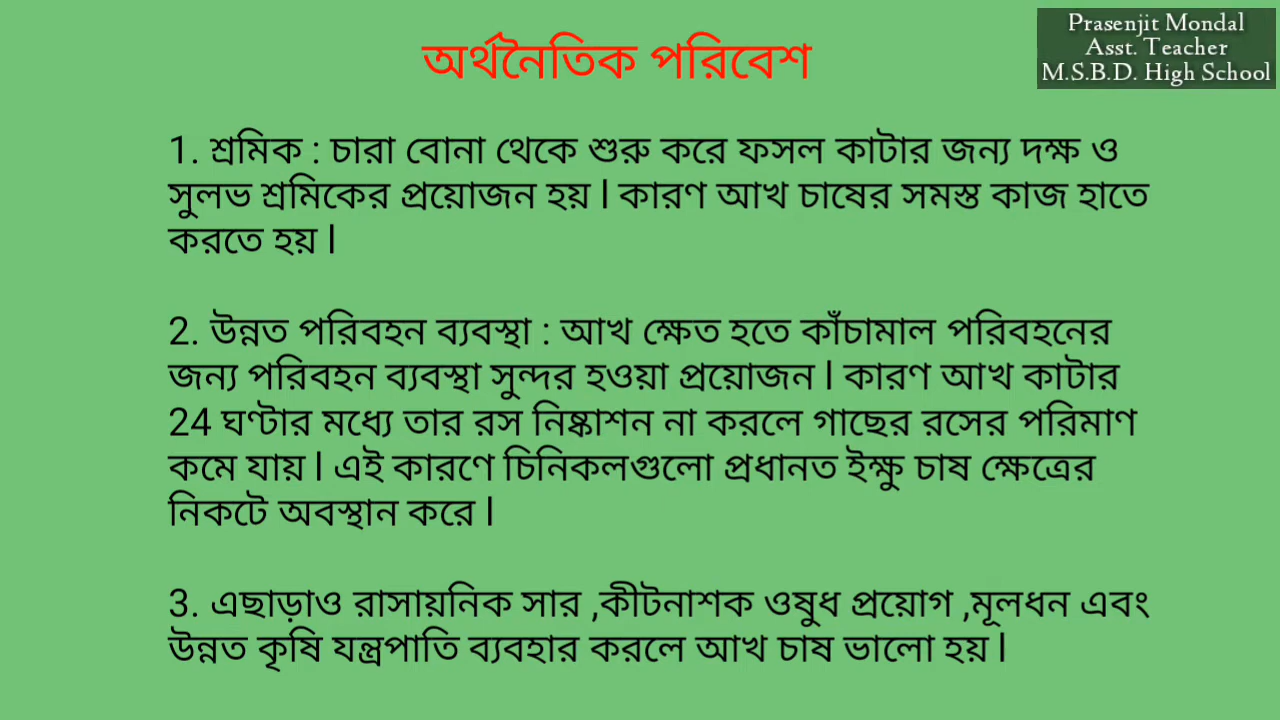 Prasenjit Mondal
Asst. Teacher
M.S.B.D. High School
অর্থনৈতিক পরিবেশ
1. শ্রমিক : চারা বোনা থেকে শুরু করে ফসল কাটার জন্য দক্ষ ও
সুলভ শ্রমিকের প্রয়োজন হয় l কারণ আখ চাষের সমস্ত কাজ হাতে
করতে হয় l
2. উন্নত পরিবহন ব্যবস্থা : আখ ক্ষেত হতে কাঁচামাল পরিবহনের
জন্য পরিবহন ব্যবস্থা সুন্দর হওয়া প্রয়োজন l কারণ আখ কাটার
24 ঘণ্টার মধ্যে তার রস নিষ্কাশন না করলে গাছের রসের পরিমাণ
কমে যায় l এই কারণে চিনিকলগুলো প্রধানত ইক্ষু চাষ ক্ষেত্রের
নিকটে অবস্থান করে l
3. এছাড়াও রাসায়নিক সার ,কীটনাশক ওষুধ প্রয়োগ ,মূলধন এবং
উন্নত কৃষি যন্ত্রপাতি ব্যবহার করলে আখ চাষ ভালো হয় l